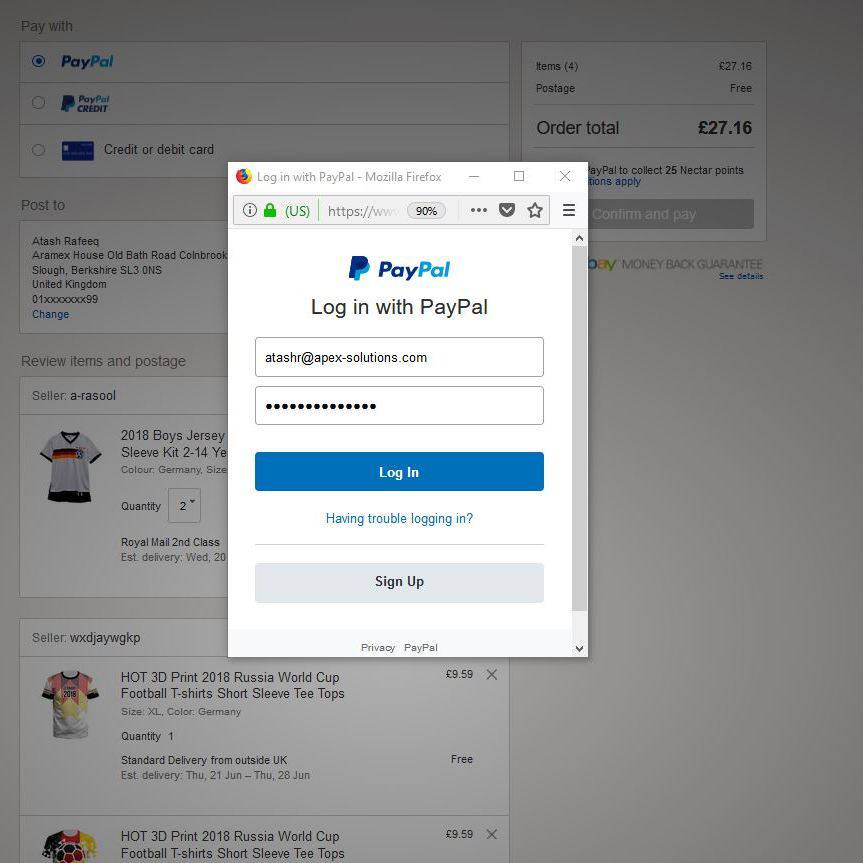 Pay with
PayPal
PayPal
CREDIT
Credit or debit card
Items (4) £27.16
Postage Free
Order total £27.16
PayPal to collect 25 Nectar points
tions apply
Confirm and pay
bay MONEY BACK GUARANTEE
See details
Post to
Atash Rafeeq
Aramex House Old Bath Road Colnbrook
Slough, Berkshire SL3 0NS
United Kingdom
01xxxxxxx99
Change
Review items and postage
Seller: a-rasool
2018 Boys Jersey
Sleeve Kit 2-14 Ye
Colour: Germany, Size
Quantity 2
Royal Mail 2nd Class
Est. delivery: Wed, 20
Log in with PayPal - Mozilla Firefox
(US) https://www 90%
PayPal
Log in with PayPal
atashr@apex-solutions.com
Log In
Having trouble logging in?
Sign Up
Privacy PayPal
Seller: wxdjaywgkp
HOT 3D Print 2018 Russia World Cup £9.59
Football T-shirts Short Sleeve Tee Tops
Size: XL, Color: Germany
Quantity 1
Standard Delivery from outside UK Free
Est. delivery: Thu, 21 Jun – Thu, 28 Jun
2018
HOT 3D Print 2018 Russia World Cup £9.59
Football T-shirts Short Sleeve Tee Tops